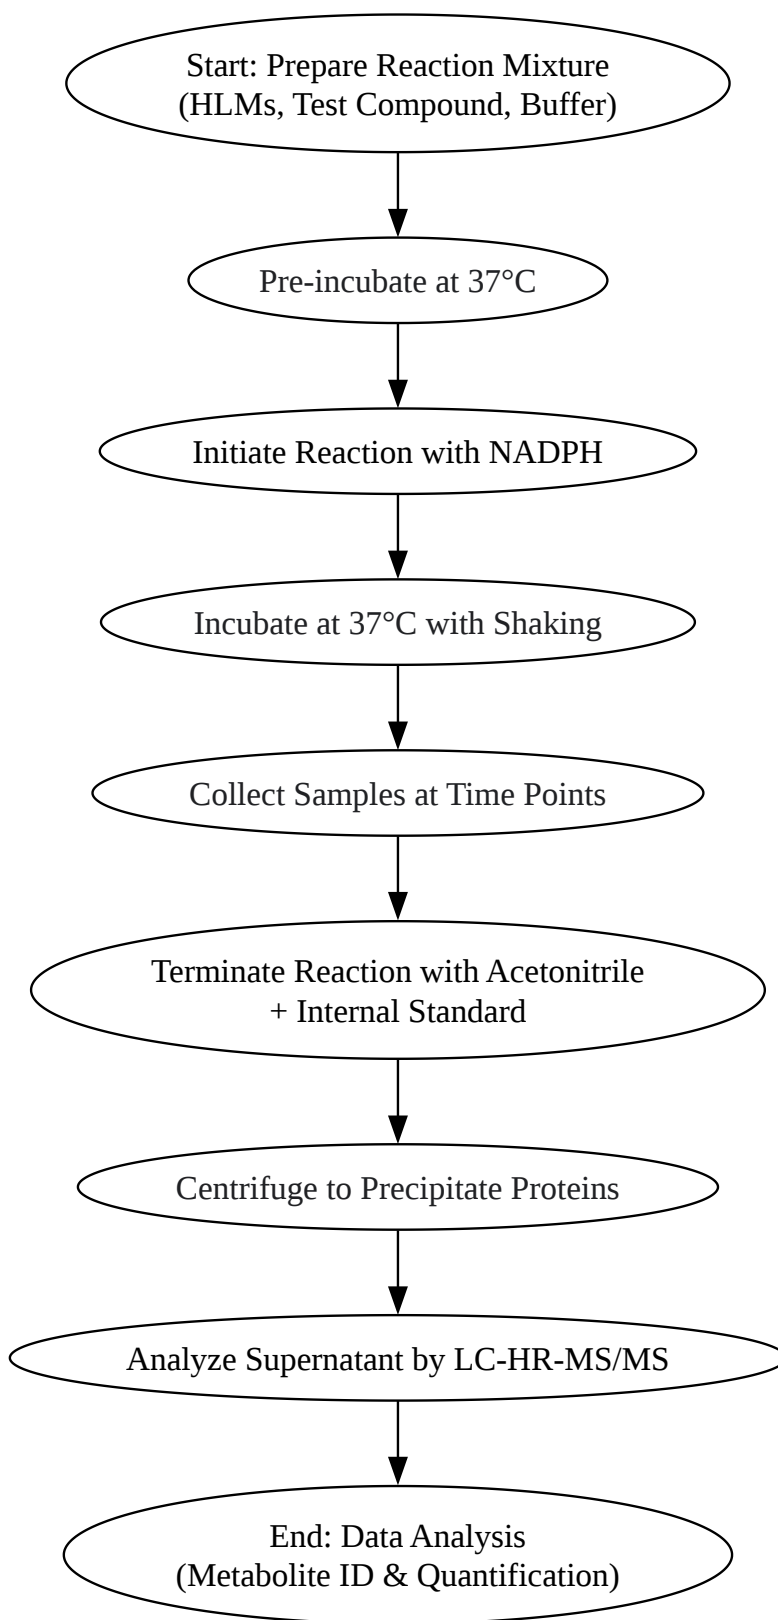 Start: Prepare Reaction Mixture
(HLMs, Test Compound, Buffer)
Pre-incubate at 37°C
Initiate Reaction with NADPH
Incubate at 37°C with Shaking
Collect Samples at Time Points
Terminate Reaction with Acetonitrile
+ Internal Standard
Centrifuge to Precipitate Proteins
Analyze Supernatant by LC-HR-MS/MS
End: Data Analysis
(Metabolite ID & Quantification)